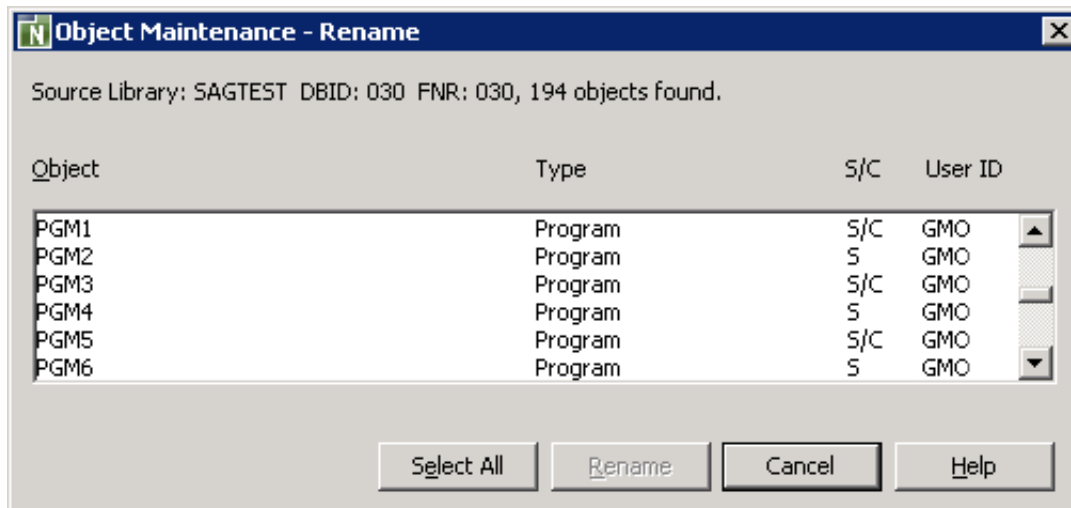 Object Maintenance - Rename
Source Library: SAGTEST DBID: 030 FNR: 030, 194 objects found.
Object Type S/C User ID
PGM1 Program S/C GMO
PGM2 Program S GMO
PGM3 Program S/C GMO
PGM4 Program S GMO
PGM5 Program S/C GMO
PGM6 Program S GMO
Select All Rename Cancel Help